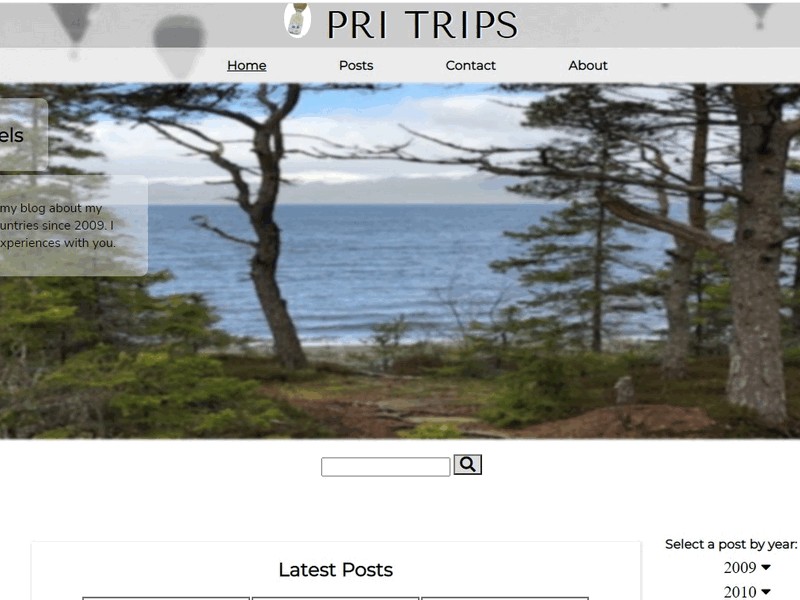 PRI TRIPS
Home Posts Contact About
els
my blog about my
untries since 2009. I
xperiences with you.
Latest Posts
Select a post by year:
2009
2010